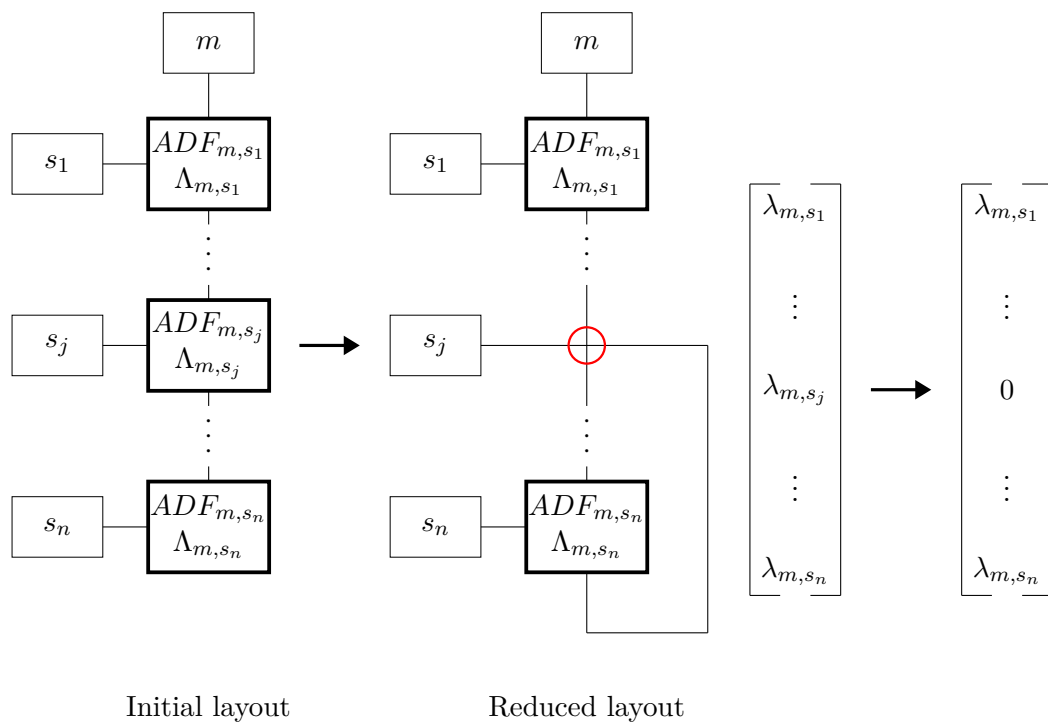 m
s_1
ADF_{m,s_1}
Λ_{m,s_1}
⋮
s_j
ADF_{m,s_j}
Λ_{m,s_j}
⋮
s_n
ADF_{m,s_n}
Λ_{m,s_n}
Initial layout
m
s_1
ADF_{m,s_1}
Λ_{m,s_1}
⋮
s_j
⋮
s_n
ADF_{m,s_n}
Λ_{m,s_n}
Reduced layout
λ_{m,s_1}
⋮
λ_{m,s_j}
⋮
λ_{m,s_n}
λ_{m,s_1}
⋮
0
⋮
λ_{m,s_n}